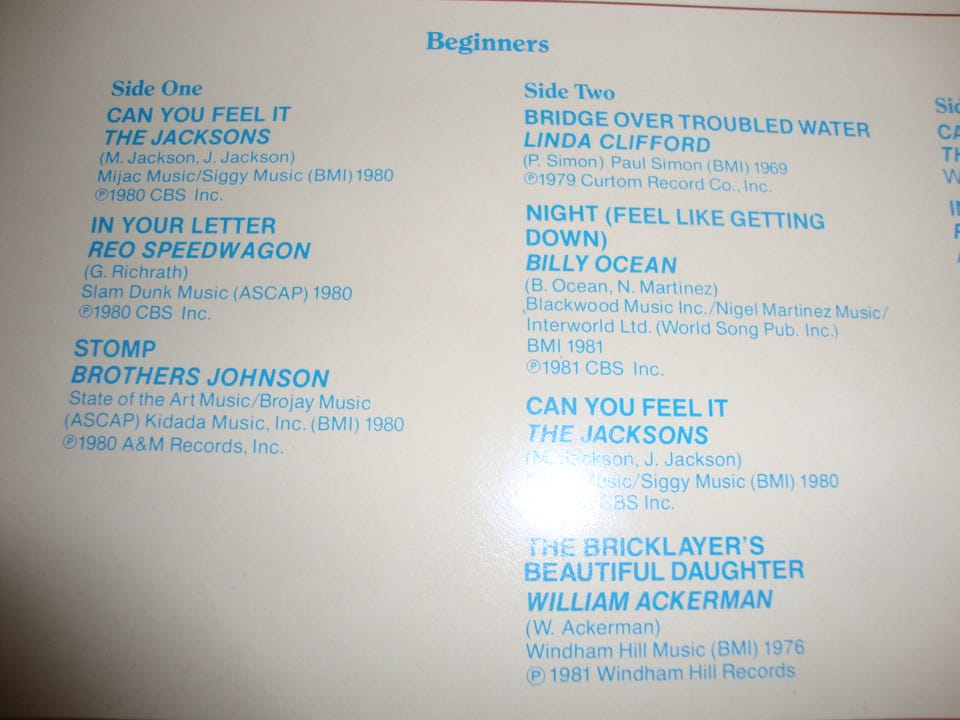 Beginners
Side One
CAN YOU FEEL IT
THE JACKSONS
(M. Jackson, J. Jackson)
Mijac Music/Siggy Music (BMI) 1980
℗1980 CBS Inc.
IN YOUR LETTER
REO SPEEDWAGON
(G. Richrath)
Slam Dunk Music (ASCAP) 1980
℗1980 CBS Inc.
STOMP
BROTHERS JOHNSON
State of the Art Music/Brojay Music
(ASCAP) Kidada Music, Inc. (BMI) 1980
℗1980 A&M Records, Inc.
Side Two
BRIDGE OVER TROUBLED WATER
LINDA CLIFFORD
(P. Simon) Paul Simon (BMI) 1969
℗1979 Curtom Record Co., Inc.
NIGHT (FEEL LIKE GETTING
DOWN)
BILLY OCEAN
(B. Ocean, N. Martinez)
Blackwood Music Inc./Nigel Martinez Music/
Interworld Ltd. (World Song Pub. Inc.)
BMI 1981
℗1981 CBS Inc.
CAN YOU FEEL IT
THE JACKSONS
(M. Jackson, J. Jackson)
Music/Siggy Music (BMI) 1980
CBS Inc.
THE BRICKLAYER'S
BEAUTIFUL DAUGHTER
WILLIAM ACKERMAN
(W. Ackerman)
Windham Hill Music (BMI) 1976
℗ 1981 Windham Hill Records